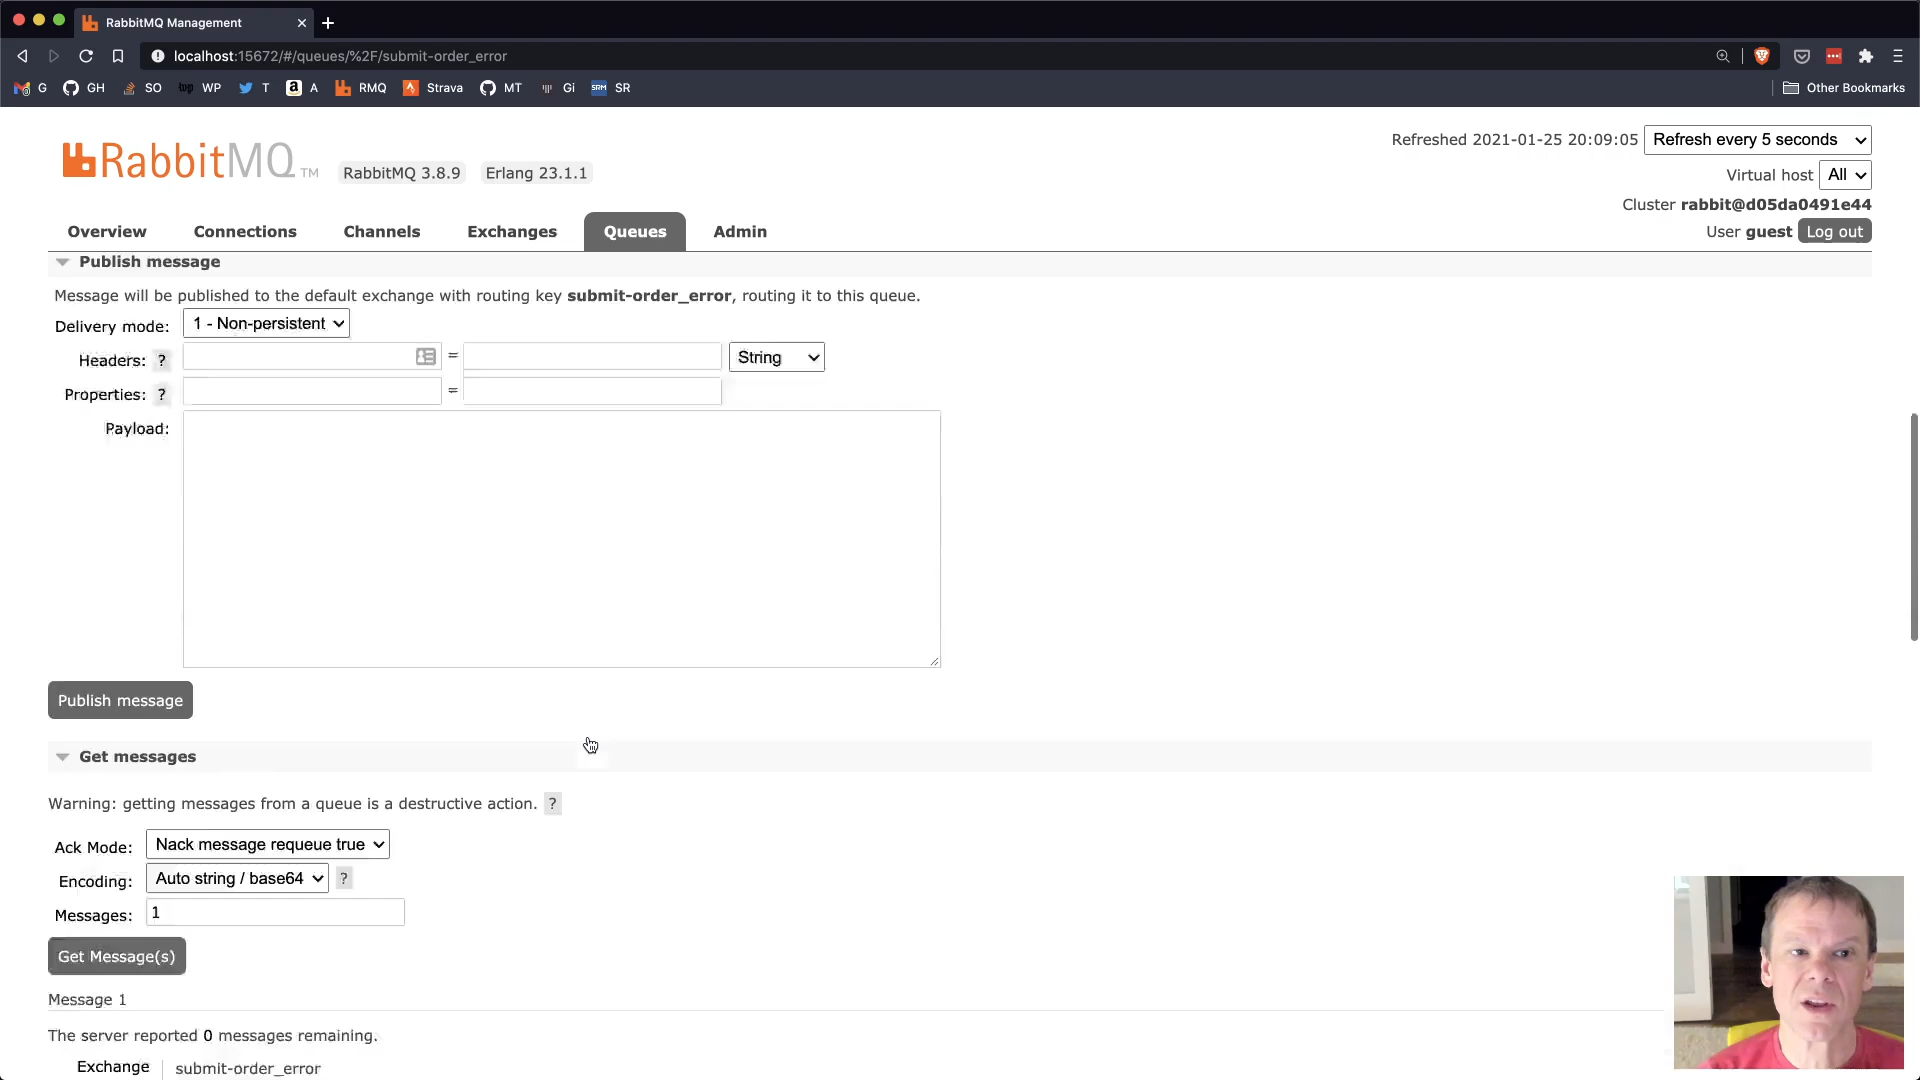 RabbitMQ Management
localhost:15672/#/queues/%2F/submit-order_error
G GH SO WP T A RMQ Strava MT Gi SR Other Bookmarks
RabbitMQ TM RabbitMQ 3.8.9 Erlang 23.1.1
Refreshed 2021-01-25 20:09:05 Refresh every 5 seconds
Virtual host All
Cluster rabbit@d05da0491e44
User guest Log out
Overview Connections Channels Exchanges Queues Admin
Publish message
Message will be published to the default exchange with routing key submit-order_error, routing it to this queue.
Delivery mode: 1 - Non-persistent
Headers: ? = String
Properties: ? =
Payload:
Publish message
Get messages
Warning: getting messages from a queue is a destructive action. ?
Ack Mode: Nack message requeue true
Encoding: Auto string / base64 ?
Messages: 1
Get Message(s)
Message 1
The server reported 0 messages remaining.
Exchange submit-order_error